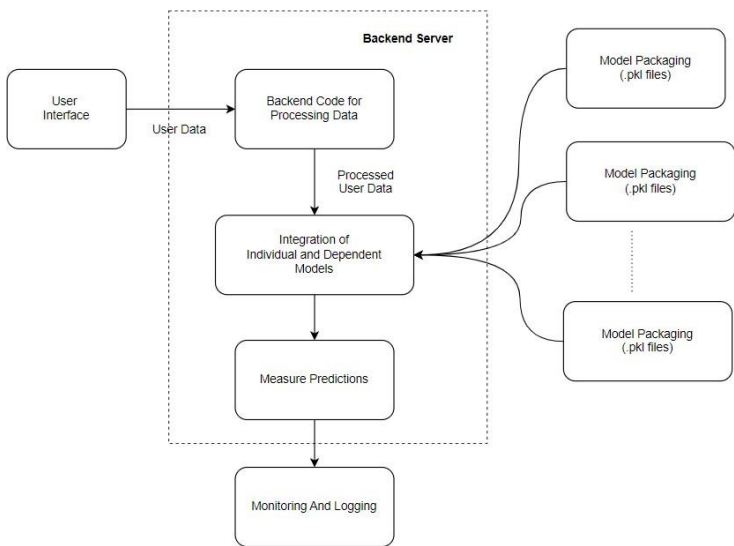 Backend Server
User
Interface
User Data
Backend Code for
Processing Data
Processed
User Data
Integration of
Individual and Dependent
Models
Measure Predictions
Monitoring And Logging
Model Packaging
(.pkl files)
Model Packaging
(.pkl files)
Model Packaging
(.pkl files)